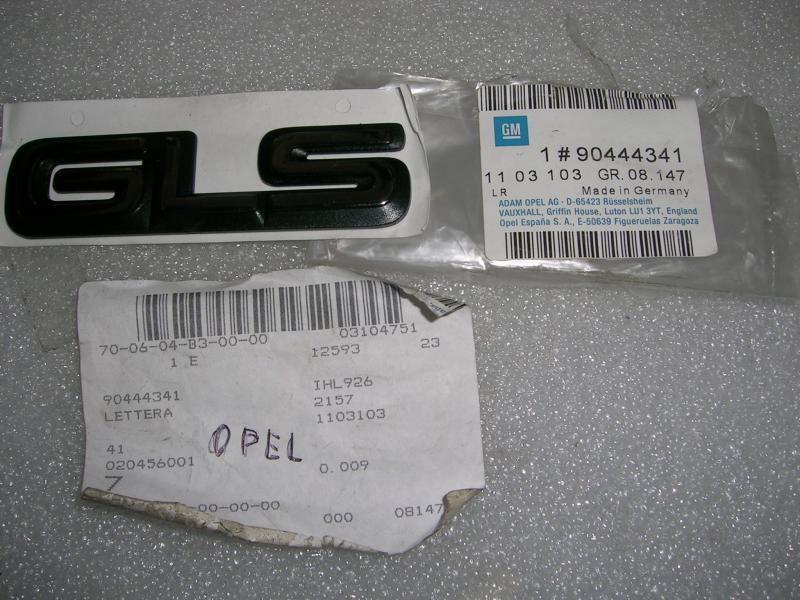 GLS
GM
1 # 90444341
11 03 103 GR. 08.147
LR Made in Germany
ADAM OPEL AG · D-65423 Rüsselsheim
VAUXHALL, Griffin House, Luton LU1 3YT, England
Opel España S. A., E-50639 Figueruelas Zaragoza
70-06-04-B3-00-00 03104751
1 E 12593 23
IHL926
90444341 2157
LETTERA 1103103
OPEL
41
020456001 0.009
7
00-00-00
000 08147